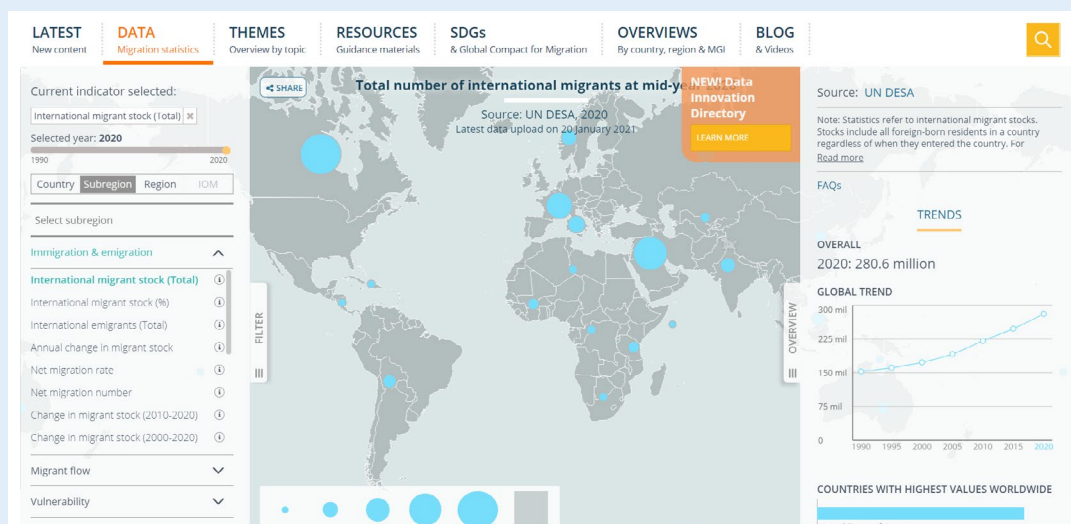 LATEST
New content
DATA
Migration statistics
THEMES
Overview by topic
RESOURCES
Guidance materials
SDGs
& Global Compact for Migration
OVERVIEWS
By country, region & MGI
BLOG
& Videos
Current indicator selected:
International migrant stock (Total)
Selected year: 2020
1990 2020
Country Subregion Region IOM
Select subregion
Immigration & emigration
International migrant stock (Total)
International migrant stock (%)
International emigrants (Total)
Annual change in migrant stock
Net migration rate
Net migration number
Change in migrant stock (2010-2020)
Change in migrant stock (2000-2020)
Migrant flow
Vulnerability
SHARE
Total number of international migrants at mid-year 2020
Source: UN DESA, 2020
Latest data upload on 20 January 2021
NEW! Data
Innovation
Directory
LEARN MORE
FILTER
OVERVIEW
Source: UN DESA
Note: Statistics refer to international migrant stocks.
Stocks include all foreign-born residents in a country
regardless of when they entered the country. For
Read more
FAQs
TRENDS
OVERALL
2020: 280.6 million
GLOBAL TREND
300 mil
225 mil
150 mil
75 mil
0
1990 1995 2000 2005 2010 2015 2020
COUNTRIES WITH HIGHEST VALUES WORLDWIDE